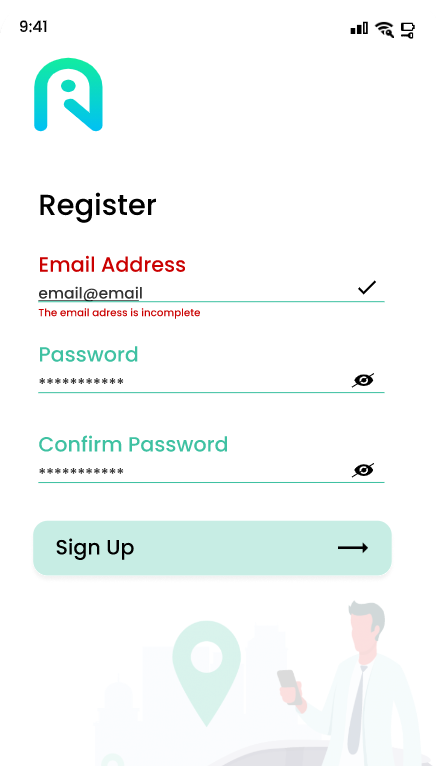 9:41
Register
Email Address
email@email
The email adress is incomplete
Password
***********
Confirm Password
***********
Sign Up